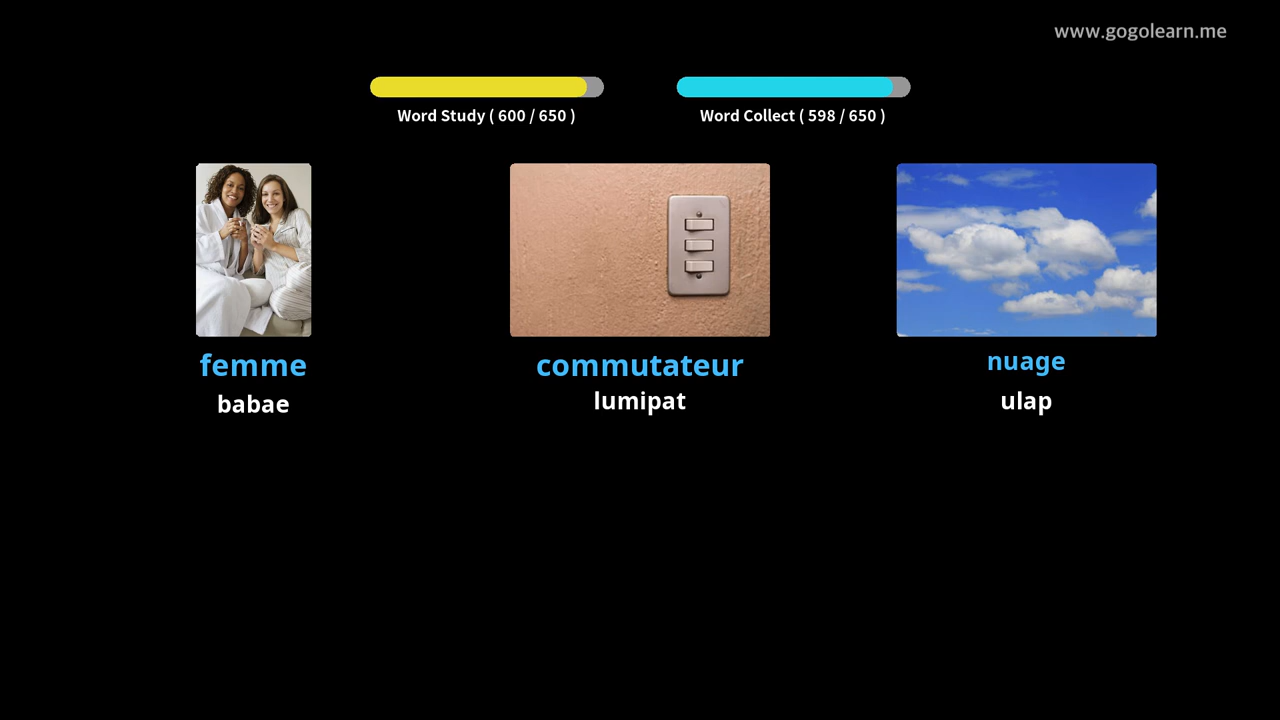 www.gogolearn.me
Word Study ( 600 / 650 )
Word Collect ( 598 / 650 )
femme
babae
commutateur
lumipat
nuage
ulap